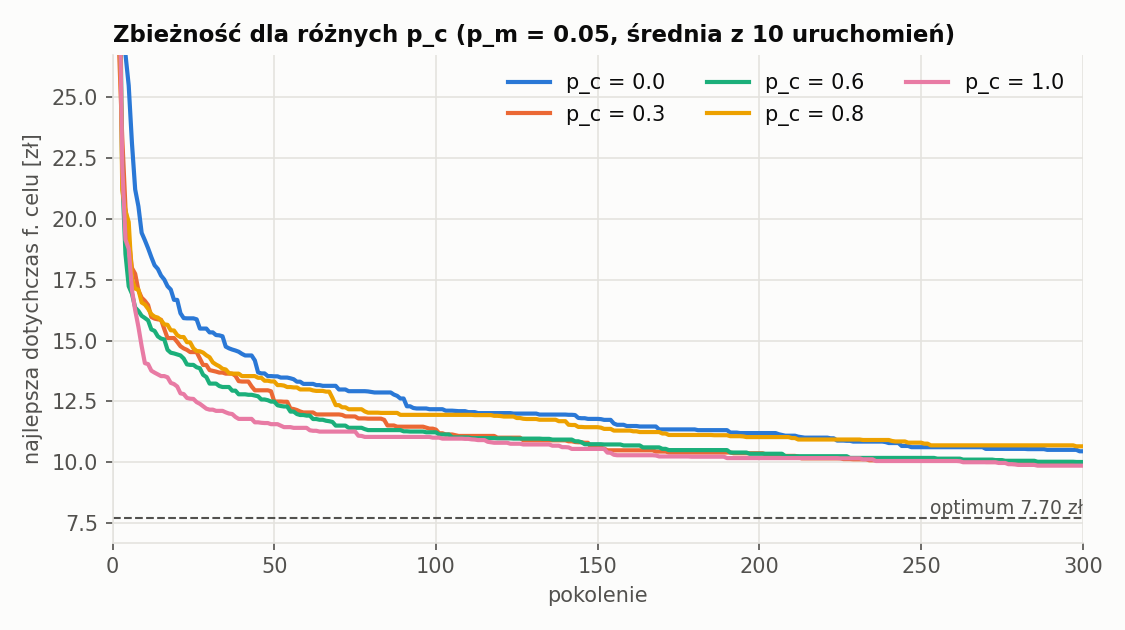 Zbieżność dla różnych p_c (p_m = 0.05, średnia z 10 uruchomień)
p_c = 0.0 p_c = 0.6 p_c = 1.0
p_c = 0.3 p_c = 0.8
najlepsza dotychczas f. celu [zł]
25.0
22.5
20.0
17.5
15.0
12.5
10.0
7.5
optimum 7.70 zł
0 50 100 150 200 250 300
pokolenie